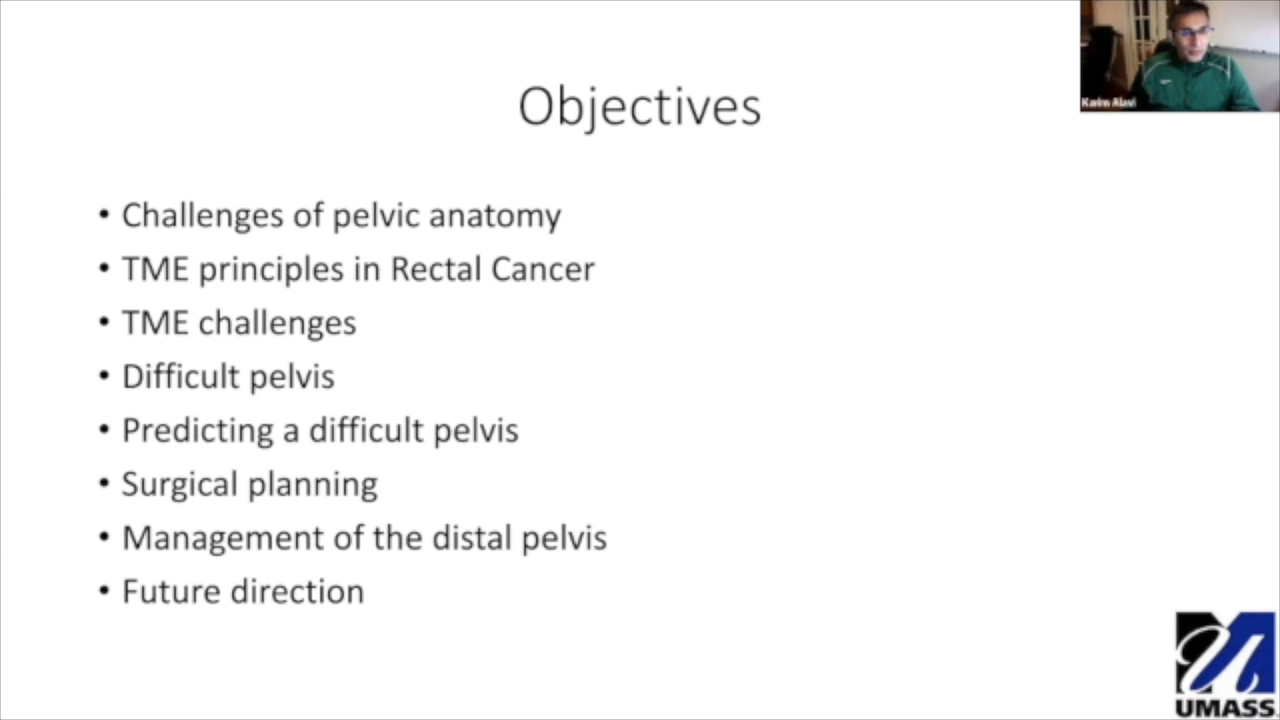 Karim Alavi
Objectives
• Challenges of pelvic anatomy
• TME principles in Rectal Cancer
• TME challenges
• Difficult pelvis
• Predicting a difficult pelvis
• Surgical planning
• Management of the distal pelvis
• Future direction
UMASS